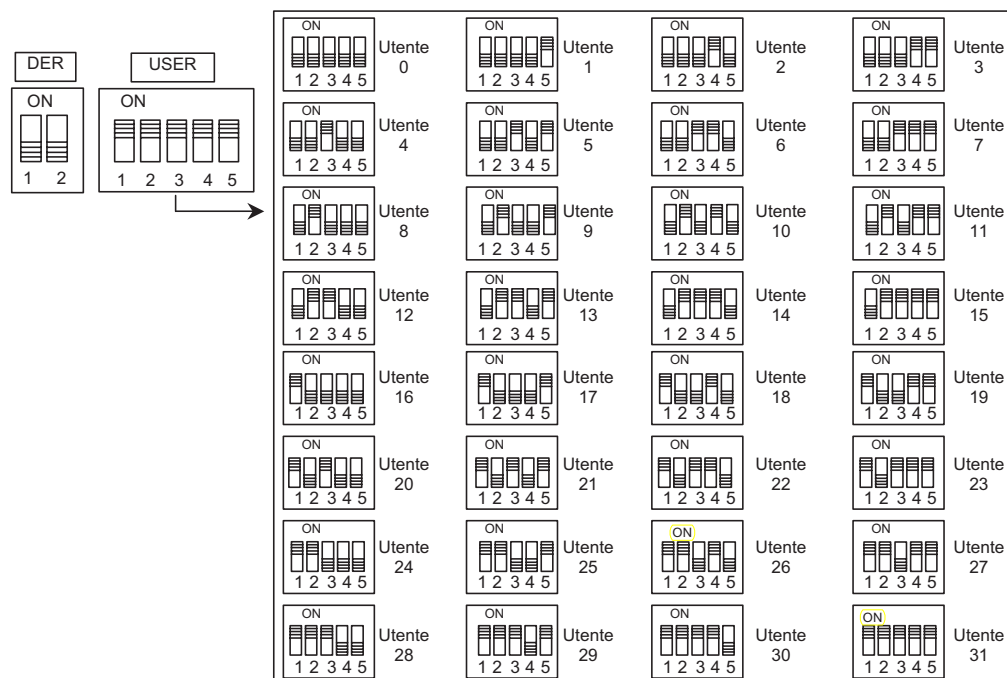 DER
USER
ON
ON
1 2
1 2 3 4 5
ON
1 2 3 4 5
Utente
0
ON
1 2 3 4 5
Utente
1
ON
1 2 3 4 5
Utente
2
ON
1 2 3 4 5
Utente
3
ON
1 2 3 4 5
Utente
4
ON
1 2 3 4 5
Utente
5
ON
1 2 3 4 5
Utente
6
ON
1 2 3 4 5
Utente
7
ON
1 2 3 4 5
Utente
8
ON
1 2 3 4 5
Utente
9
ON
1 2 3 4 5
Utente
10
ON
1 2 3 4 5
Utente
11
ON
1 2 3 4 5
Utente
12
ON
1 2 3 4 5
Utente
13
ON
1 2 3 4 5
Utente
14
ON
1 2 3 4 5
Utente
15
ON
1 2 3 4 5
Utente
16
ON
1 2 3 4 5
Utente
17
ON
1 2 3 4 5
Utente
18
ON
1 2 3 4 5
Utente
19
ON
1 2 3 4 5
Utente
20
ON
1 2 3 4 5
Utente
21
ON
1 2 3 4 5
Utente
22
ON
1 2 3 4 5
Utente
23
ON
1 2 3 4 5
Utente
24
ON
1 2 3 4 5
Utente
25
ON
1 2 3 4 5
Utente
26
ON
1 2 3 4 5
Utente
27
ON
1 2 3 4 5
Utente
28
ON
1 2 3 4 5
Utente
29
ON
1 2 3 4 5
Utente
30
ON
1 2 3 4 5
Utente
31